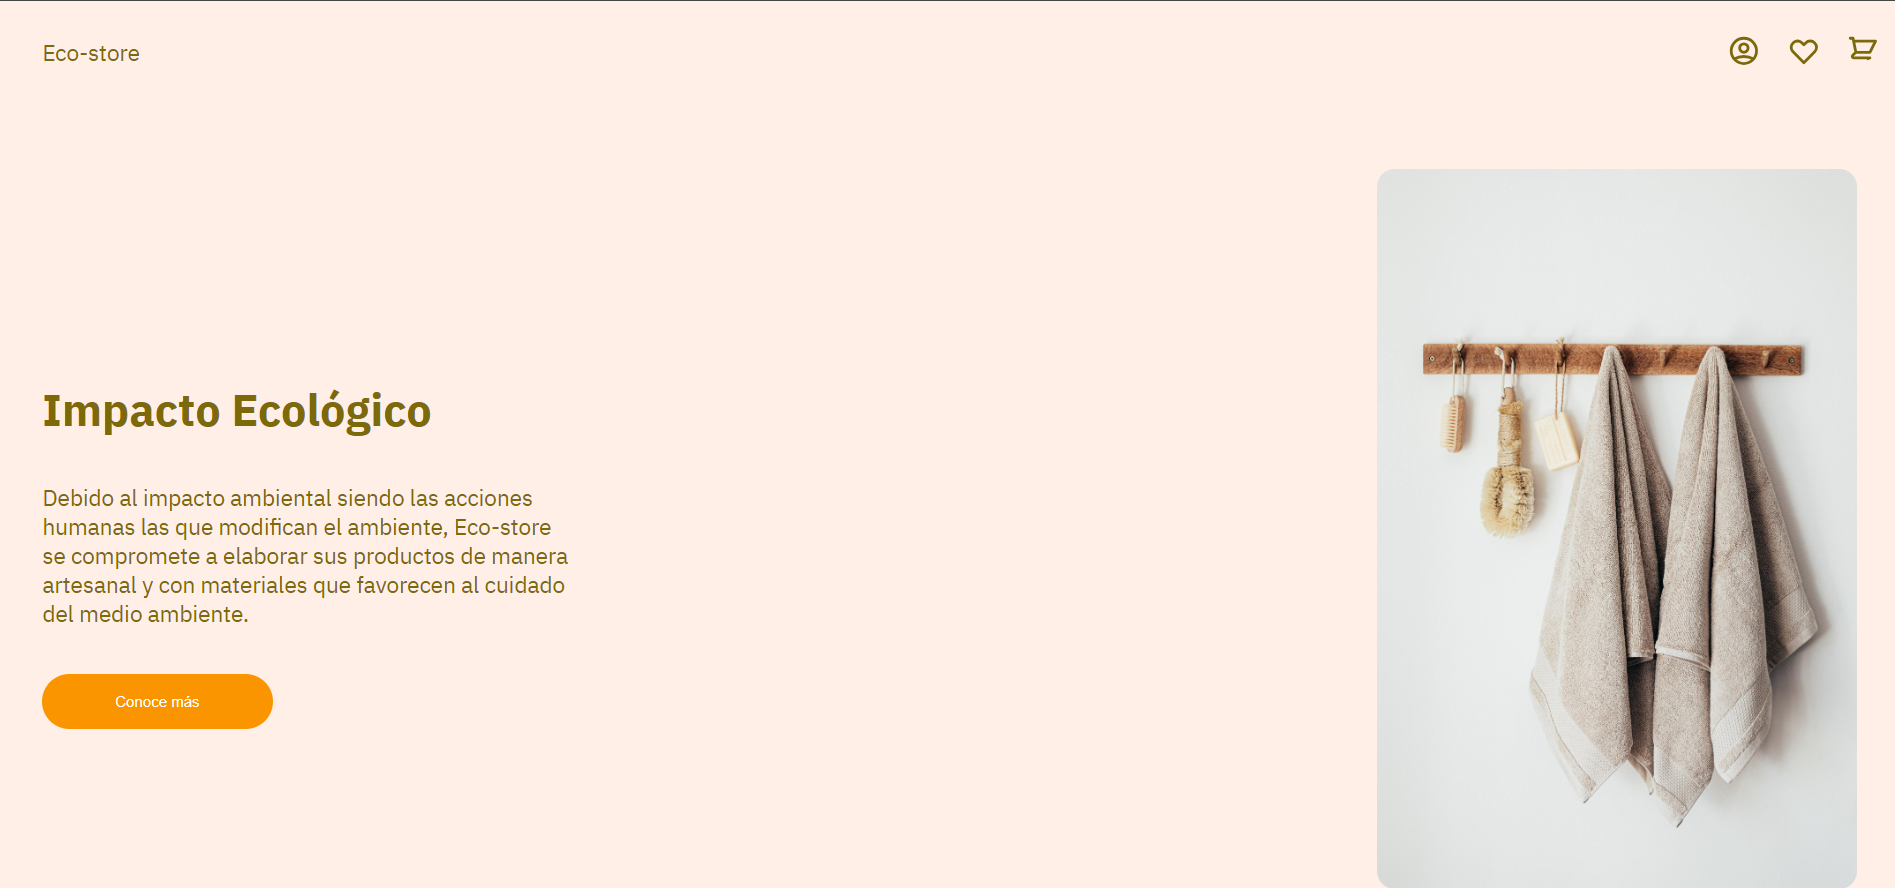 Eco-store
Impacto Ecológico
Debido al impacto ambiental siendo las acciones
humanas las que modifican el ambiente, Eco-store
se compromete a elaborar sus productos de manera
artesanal y con materiales que favorecen al cuidado
del medio ambiente.
Conoce más